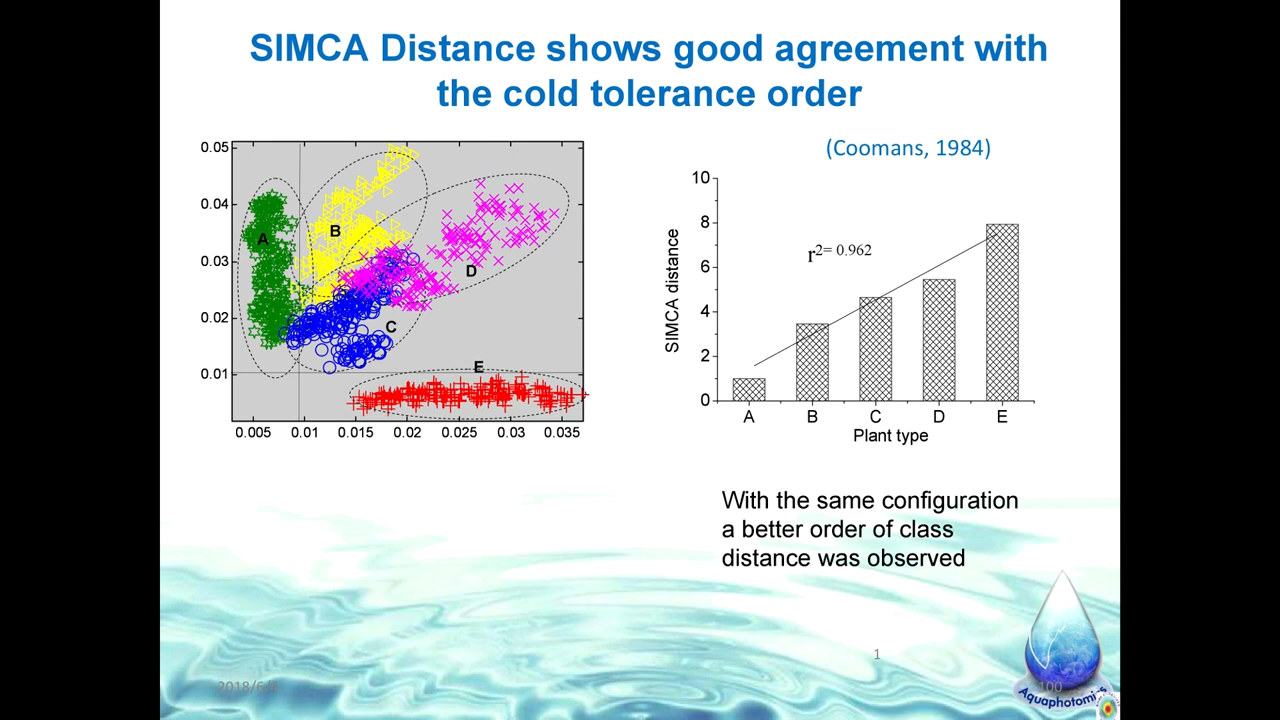 SIMCA Distance shows good agreement with
the cold tolerance order
(Coomans, 1984)
0.05
0.04
0.03
0.02
0.01
0.005
0.01
0.015
0.02
0.025
0.03
0.035
A
B
C
D
E
10
8
6
4
2
0
SIMCA distance
r2= 0.962
A
B
C
D
E
Plant type
With the same configuration
a better order of class
distance was observed
1
100
Aquaphotomics